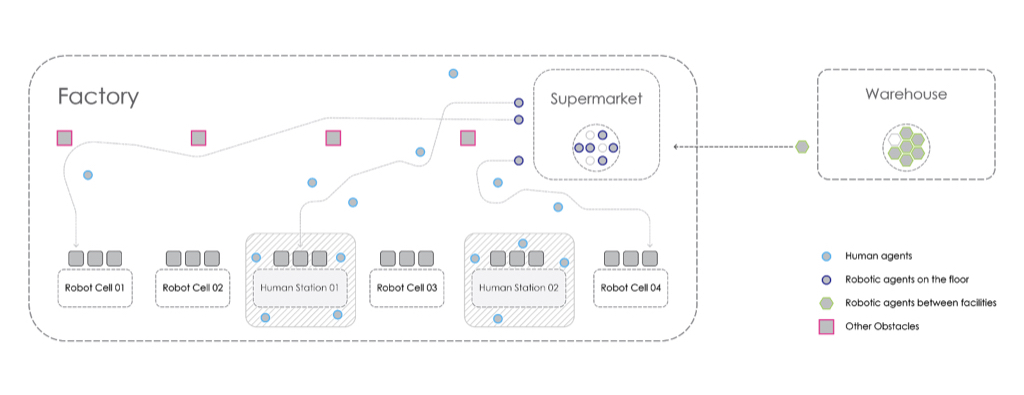 Factory
Supermarket
Warehouse
Robot Cell 01
Robot Cell 02
Human Station 01
Robot Cell 03
Human Station 02
Robot Cell 04
Human agents
Robotic agents on the floor
Robotic agents between facilities
Other Obstacles